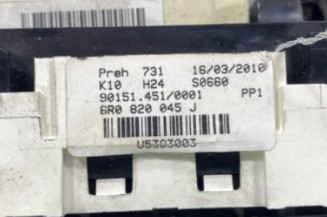 Preh 731 16/03/2010
K10 H24 S0660
90151.451/0001 PP1
6R0 820 045 J
U5303003